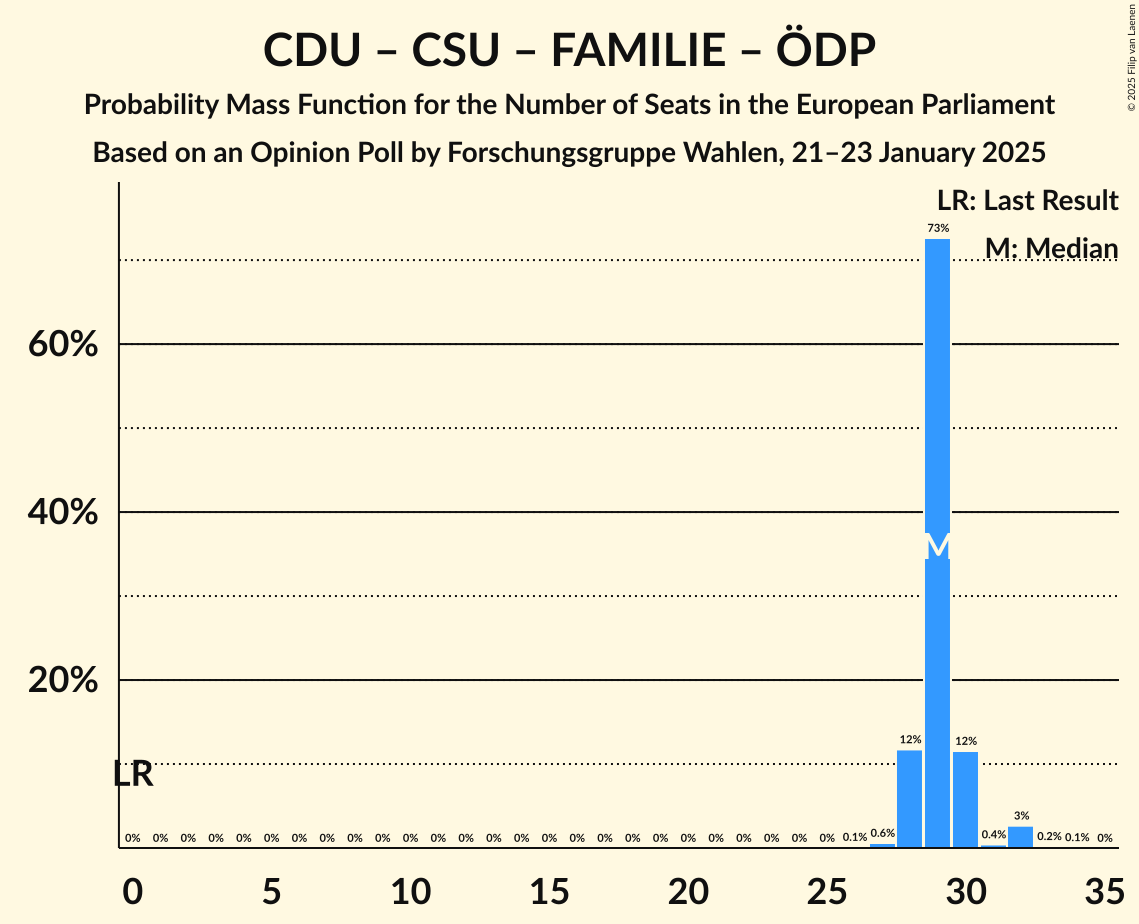 CDU – CSU – FAMILIE – ÖDP
Probability Mass Function for the Number of Seats in the European Parliament
Based on an Opinion Poll by Forschungsgruppe Wahlen, 21–23 January 2025
© 2025 Filip van Laenen
LR: Last Result
M: Median
60%
40%
20%
LR
M
0% 0% 0% 0% 0% 0% 0% 0% 0% 0% 0% 0% 0% 0% 0% 0% 0% 0% 0% 0% 0% 0% 0% 0% 0% 0% 0.1% 0.6% 12% 73% 12% 0.4% 3% 0.2% 0.1% 0%
0 5 10 15 20 25 30 35